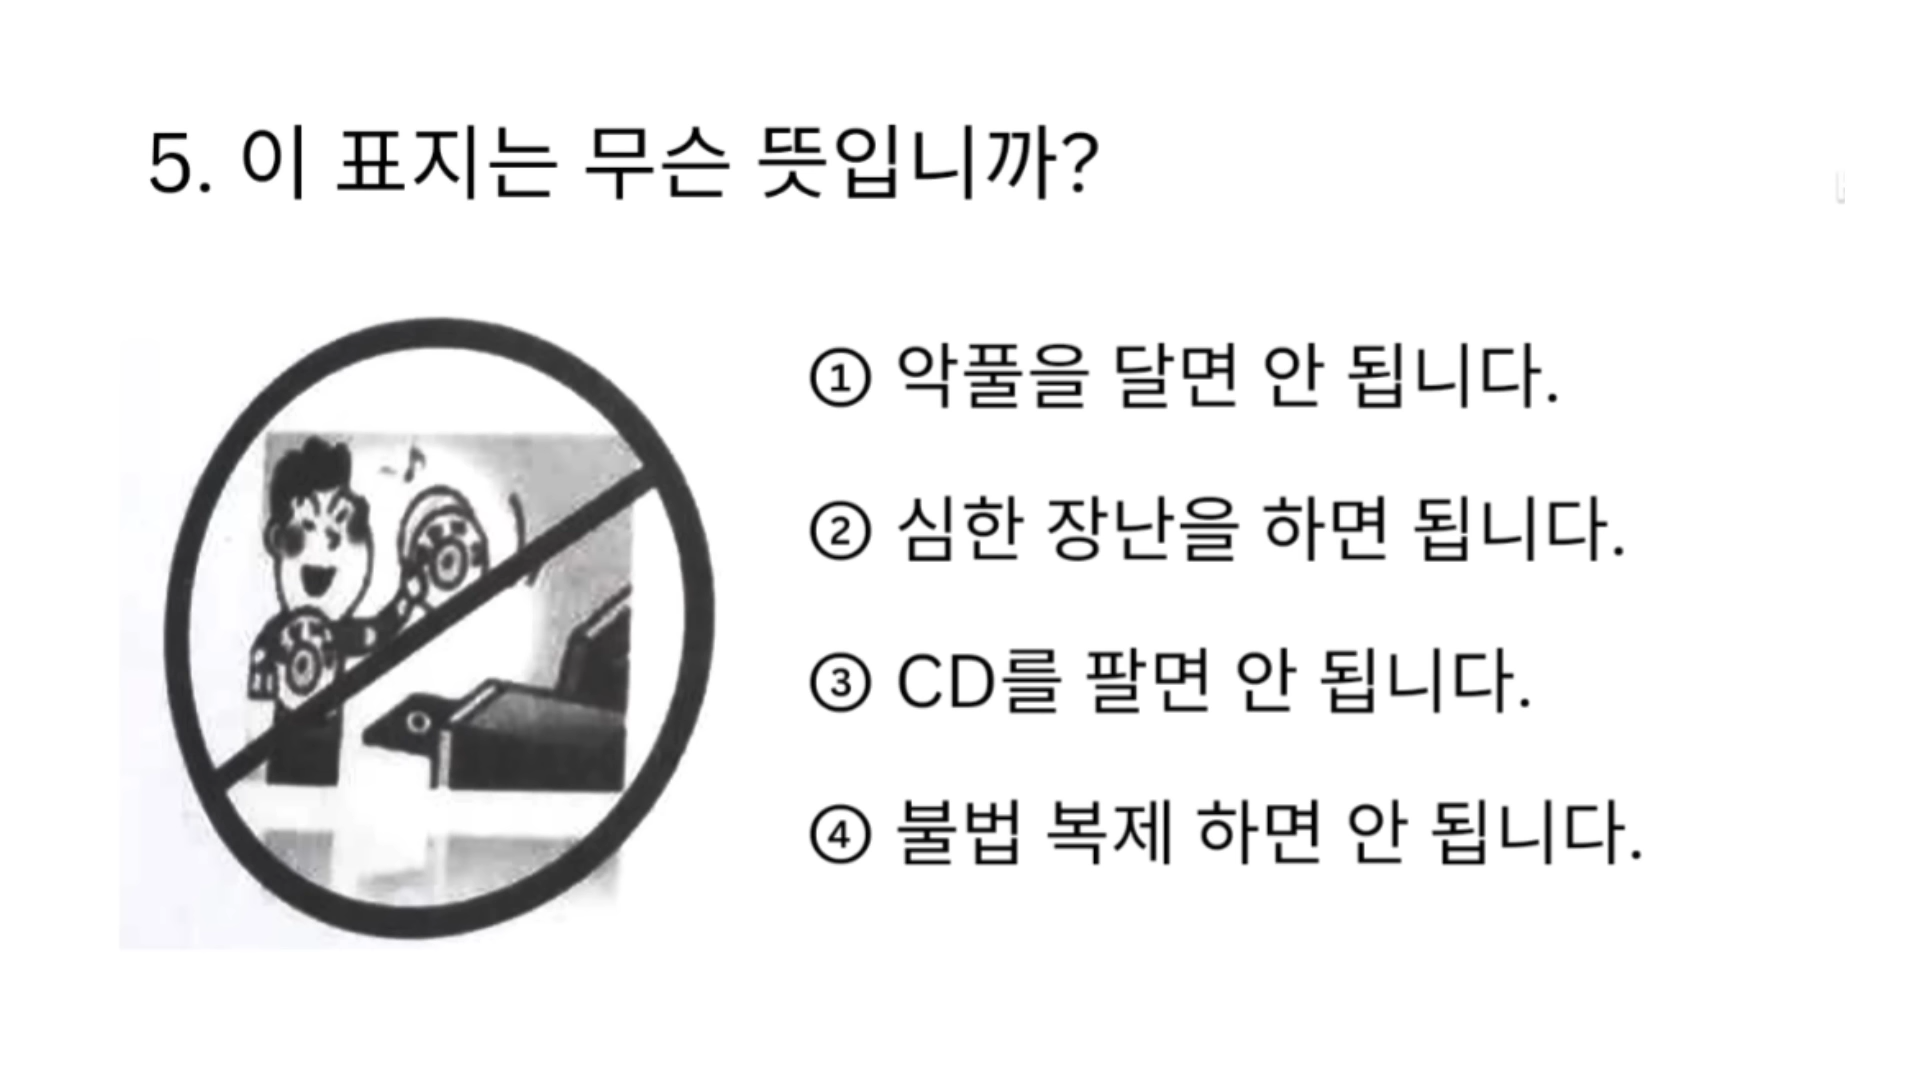 5. 이 표지는 무슨 뜻입니까?
① 악풀을 달면 안 됩니다.
② 심한 장난을 하면 됩니다.
③ CD를 팔면 안 됩니다.
④ 불법 복제 하면 안 됩니다.